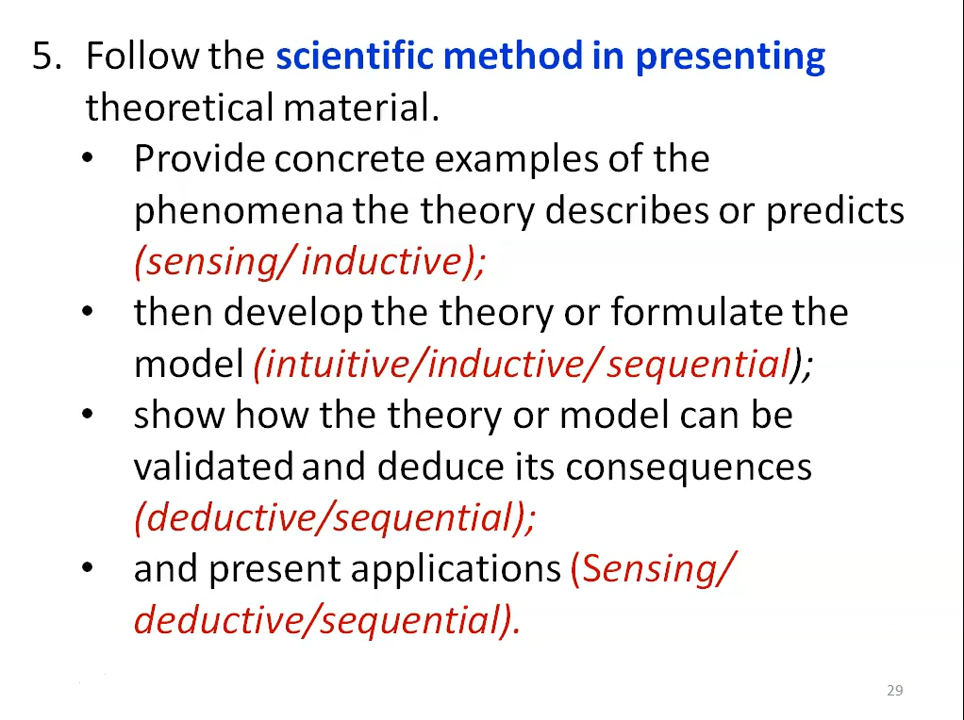 5. Follow the scientific method in presenting
theoretical material.
• Provide concrete examples of the
phenomena the theory describes or predicts
(sensing/ inductive);
• then develop the theory or formulate the
model (intuitive/inductive/ sequential);
• show how the theory or model can be
validated and deduce its consequences
(deductive/sequential);
• and present applications (Sensing/
deductive/sequential).
29